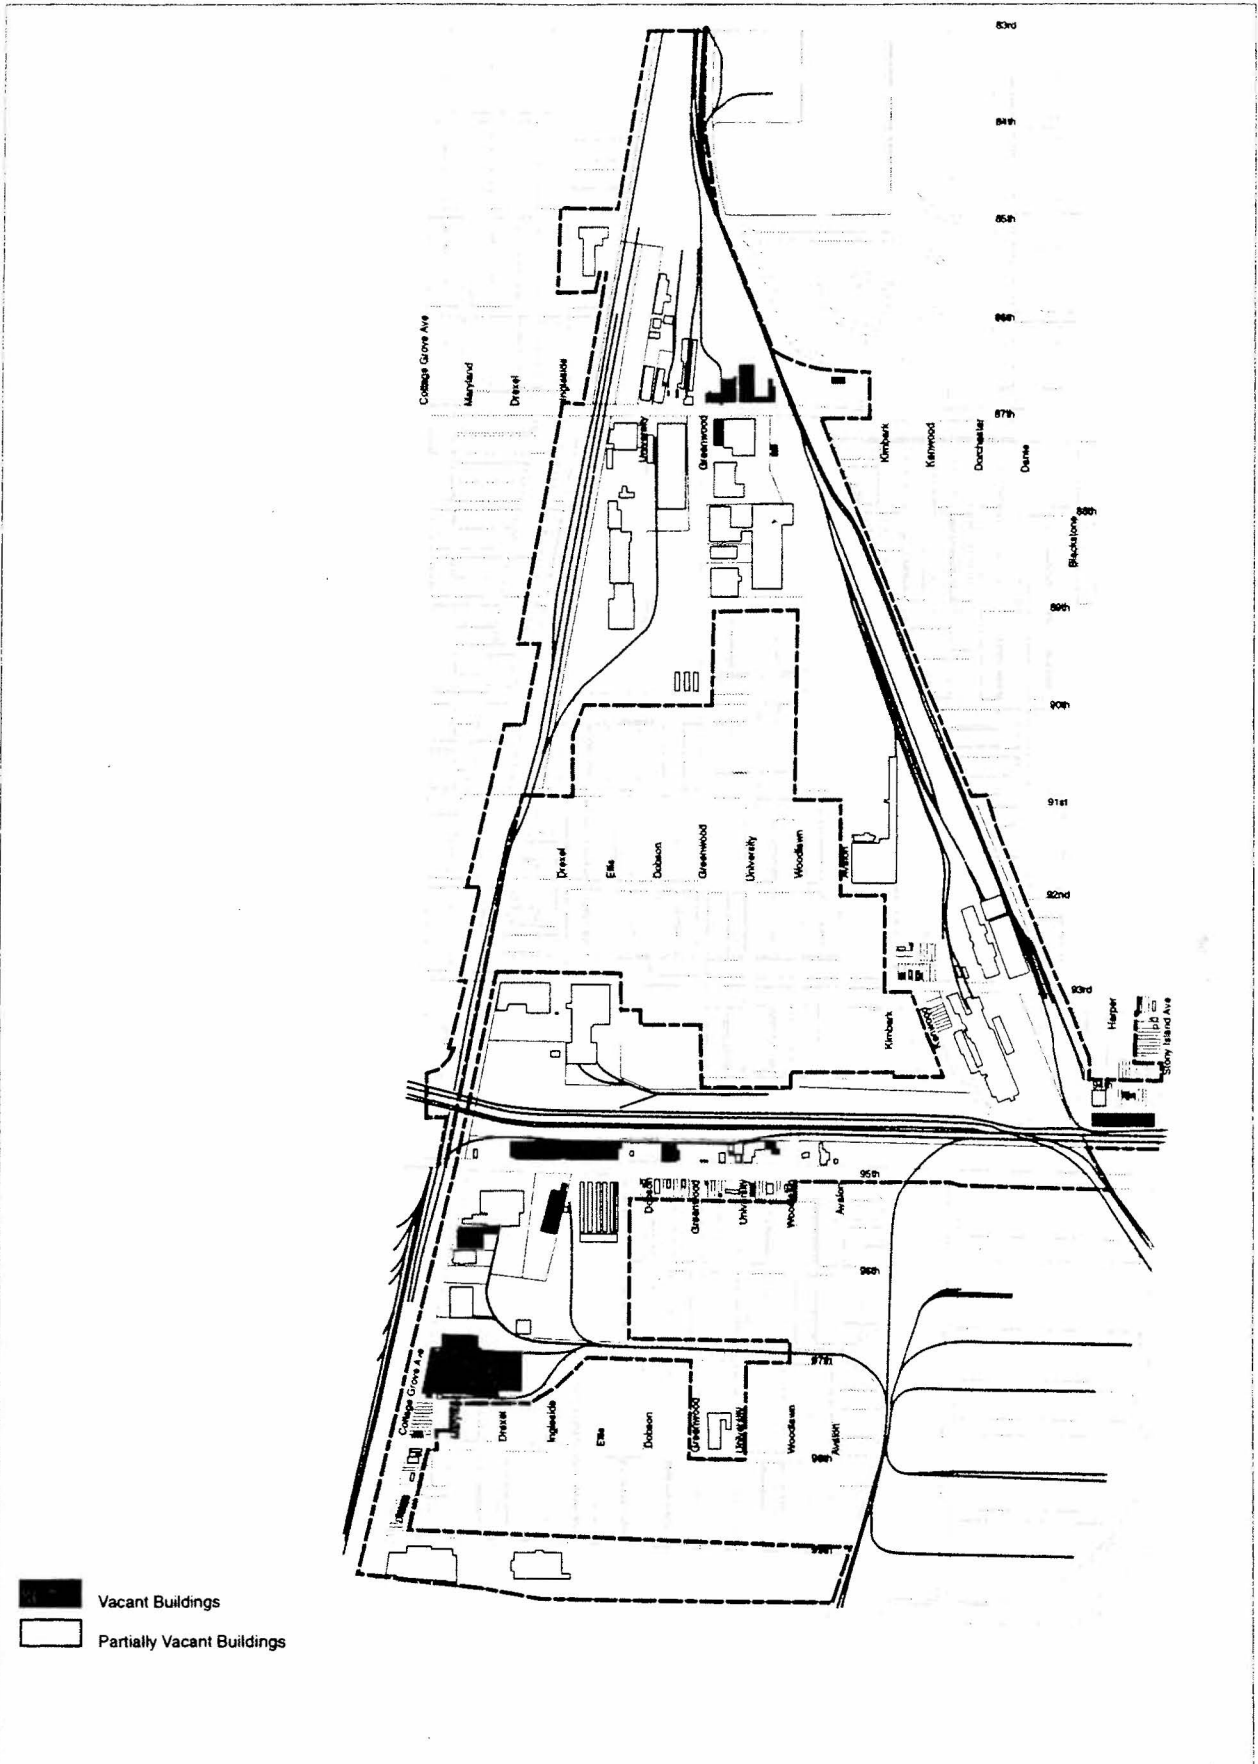 83rd
84th
85th
86th
Cottage Grove Ave
Maryland
Drexel
Ingleside
87th
University
Greenwood
Kimbark
Kenwood
Dorchester
Dante
88th
Blackstone
89th
90th
91st
Drexel
Ellis
Dobson
Greenwood
University
Woodlawn
Avalon
92nd
93rd
Kimbark
Kenwood
Harper
Stony Island Ave
95th
Dobson
Greenwood
University
Woodlawn
Avalon
96th
97th
Cottage Grove Ave
Drexel
Ingleside
Ellis
Dobson
Greenwood
University
Woodlawn
Avalon
98th
Vacant Buildings
Partially Vacant Buildings